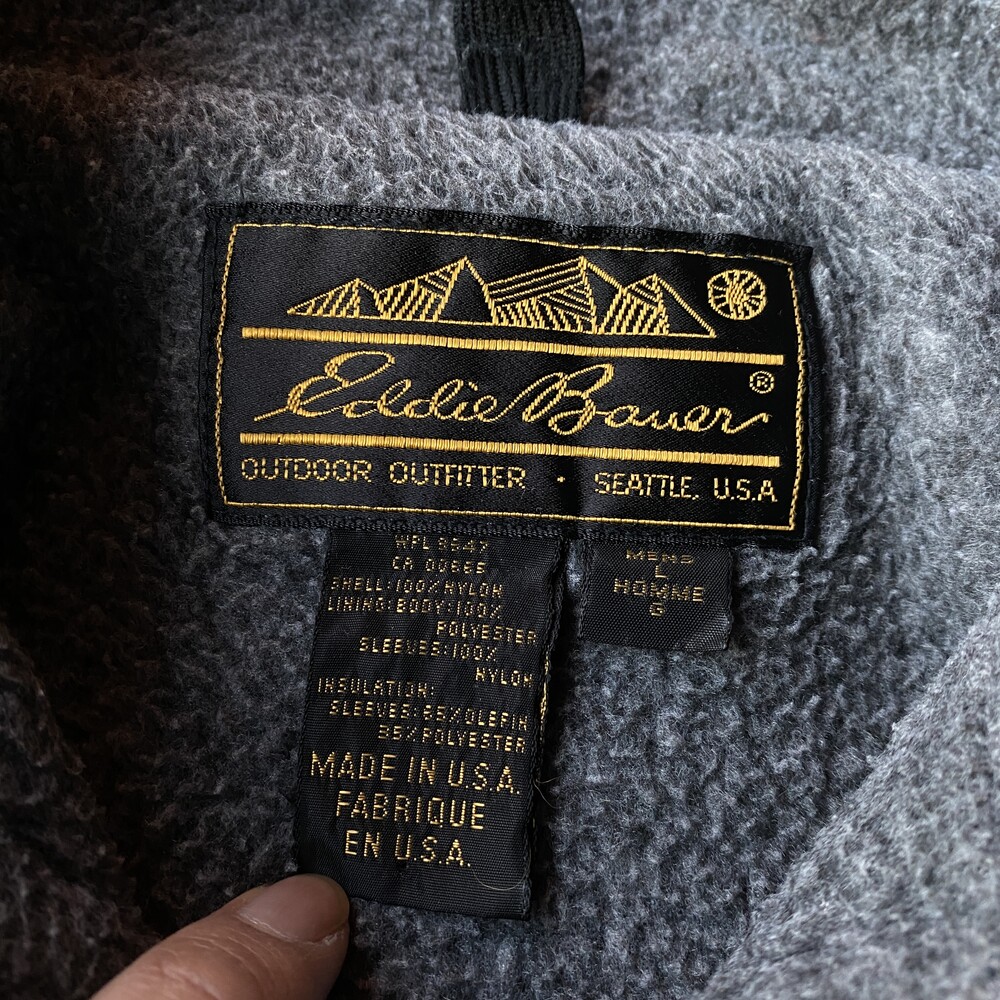 Eddie Bauer ®
OUTDOOR OUTFITTER · SEATTLE, U.S.A
WPL 8547
CA 00665
SHELL:100% NYLON
LINING:BODY:100%
POLYESTER
SLEEVES:100%
NYLON
INSULATION:
SLEEVES:65%OLEFIN
35%POLYESTER
MADE IN U.S.A.
FABRIQUE
EN U.S.A.
MENS
L
HOMME
G